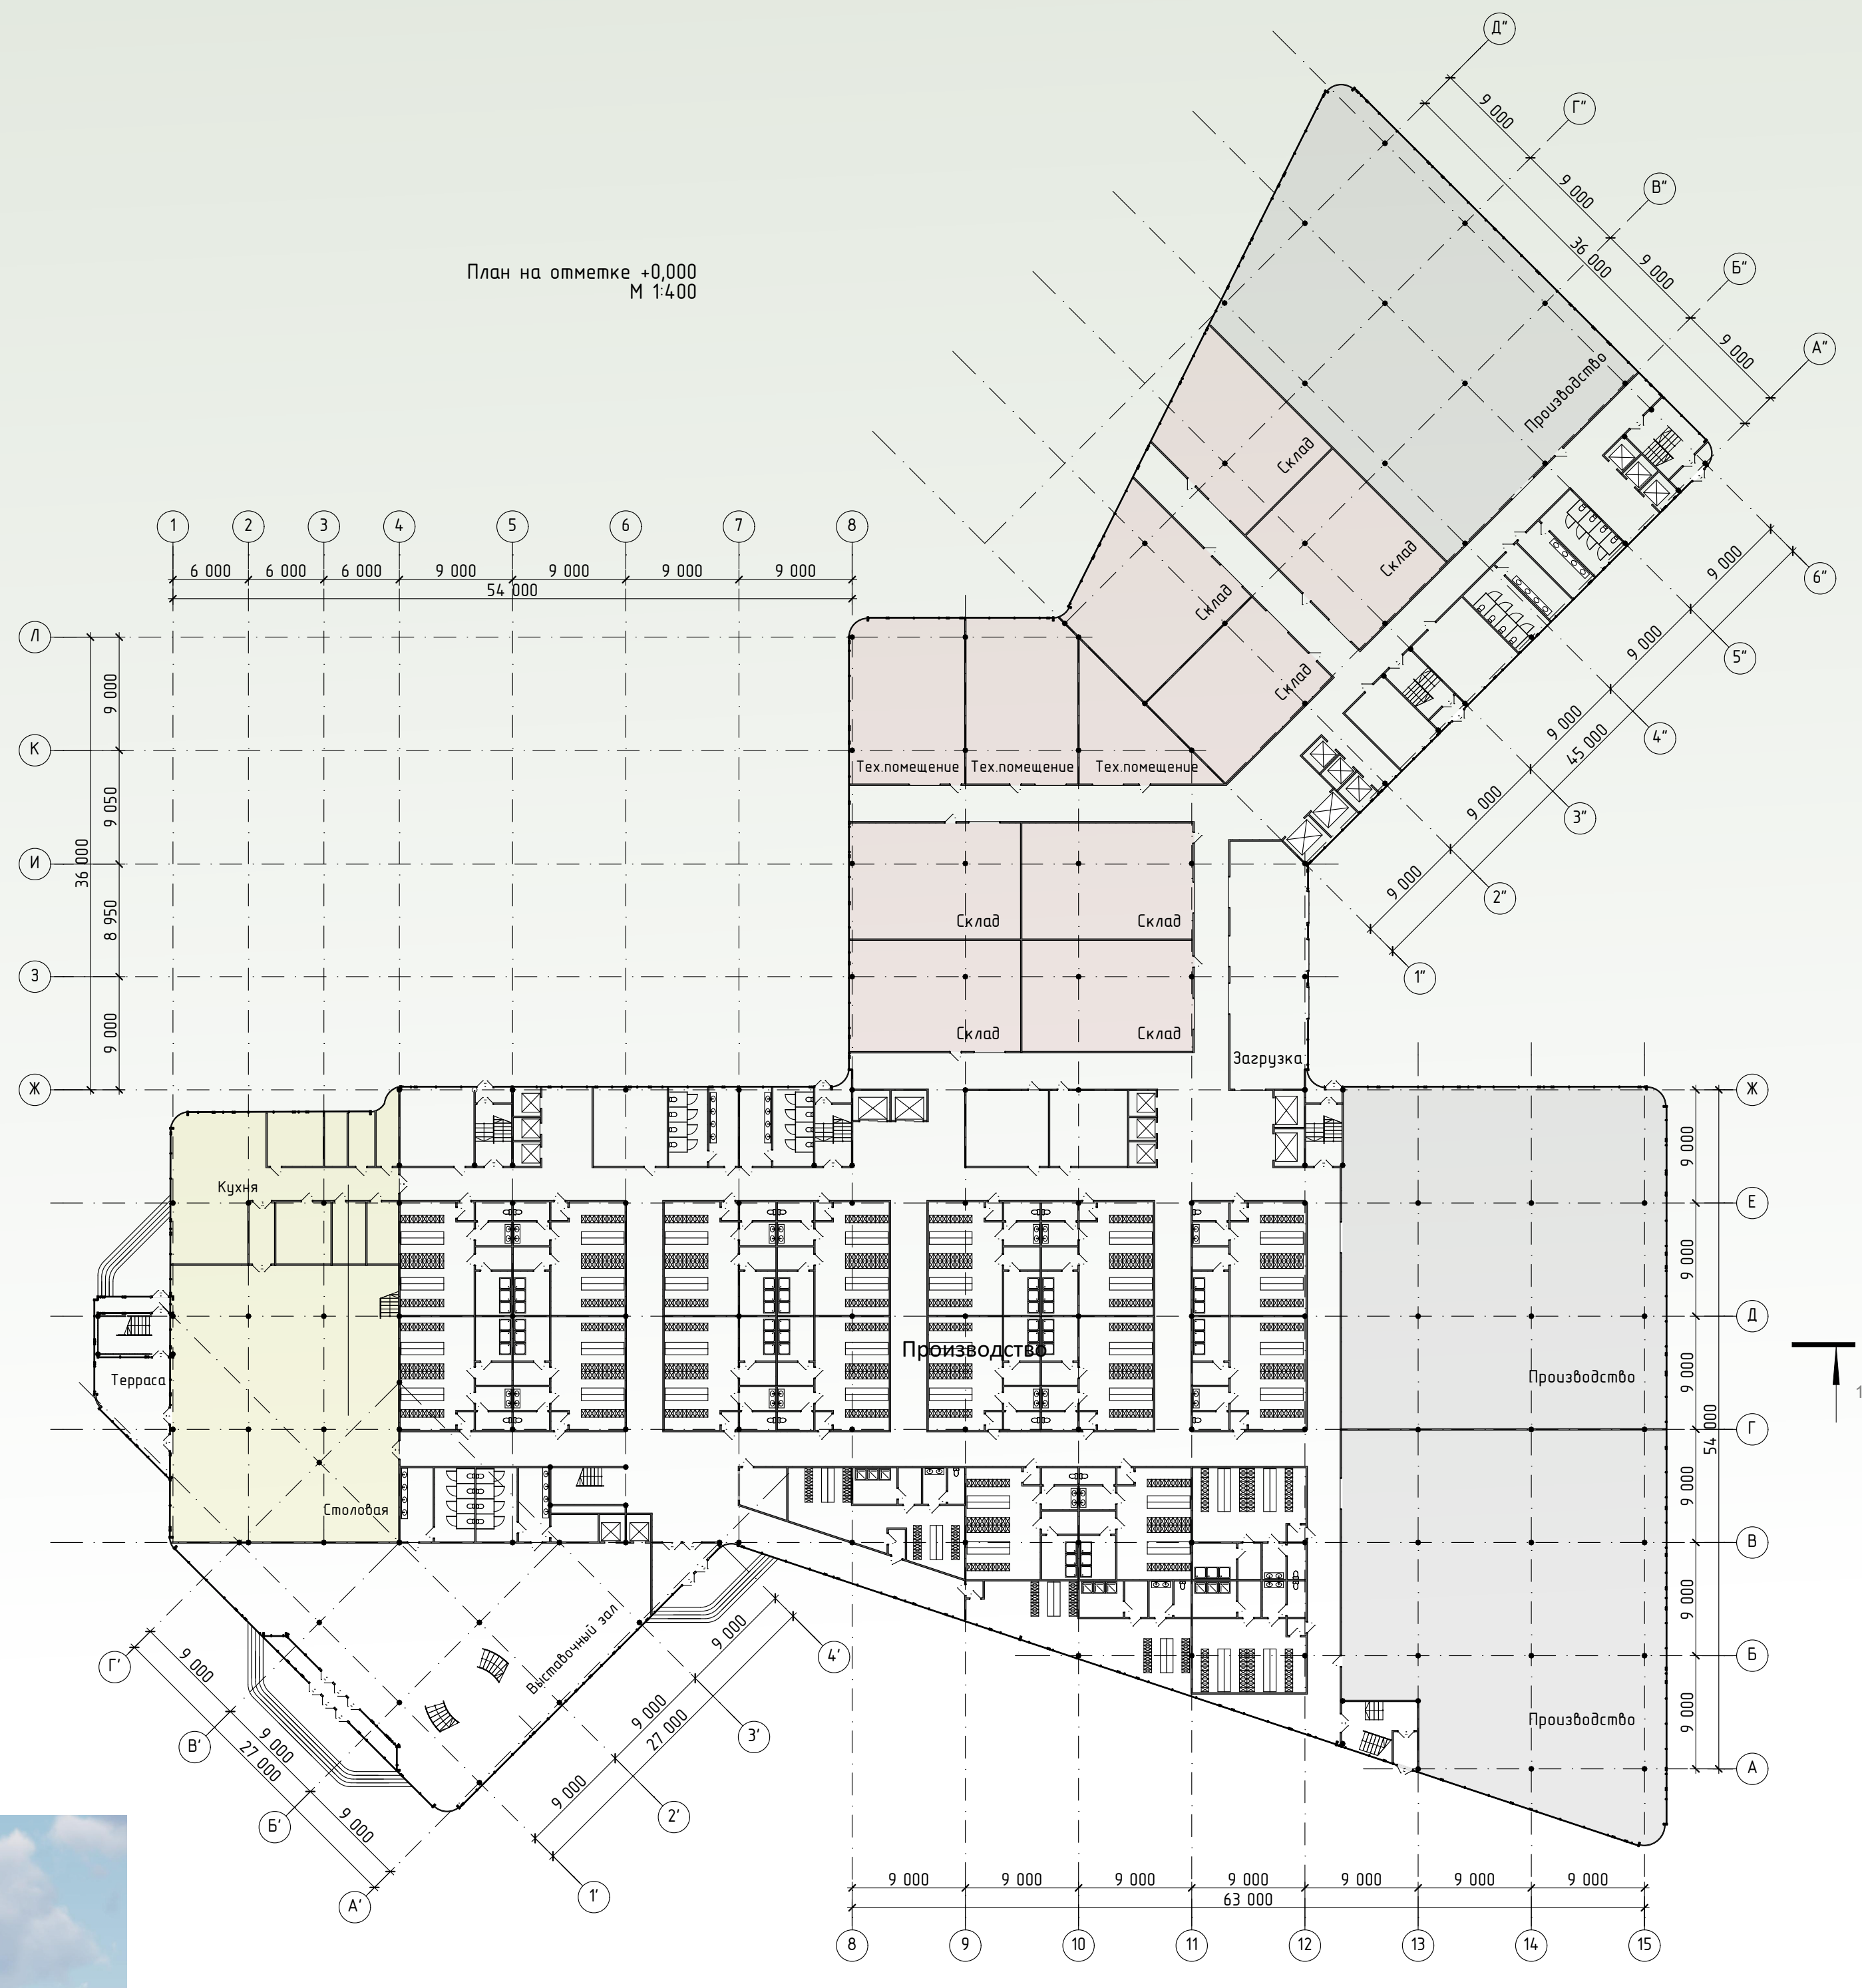 Д"
Г"
В"
Б"
А"
9 000
9 000
9 000
9 000
36 000
План на отметке +0,000
М 1:400
Производство
Склад
Склад
Склад
Склад
1
2
3
4
5
6
7
8
6 000
6 000
6 000
9 000
9 000
9 000
9 000
54 000
6"
5"
4"
3"
2"
1"
9 000
9 000
9 000
9 000
9 000
45 000
Л
К
И
З
Ж
9 000
9 050
8 950
9 000
36 000
Тех.помещение
Тех.помещение
Тех.помещение
Склад
Склад
Склад
Склад
Загрузка
Кухня
Терраса
Столовая
Производство
Производство
Производство
Выставочный зал
Ж
Е
Д
Г
В
Б
А
9 000
9 000
9 000
9 000
9 000
9 000
54 000
1
Г'
В'
Б'
А'
9 000
9 000
9 000
27 000
4'
3'
2'
1'
9 000
9 000
9 000
27 000
9 000
9 000
9 000
9 000
9 000
9 000
9 000
63 000
8
9
10
11
12
13
14
15